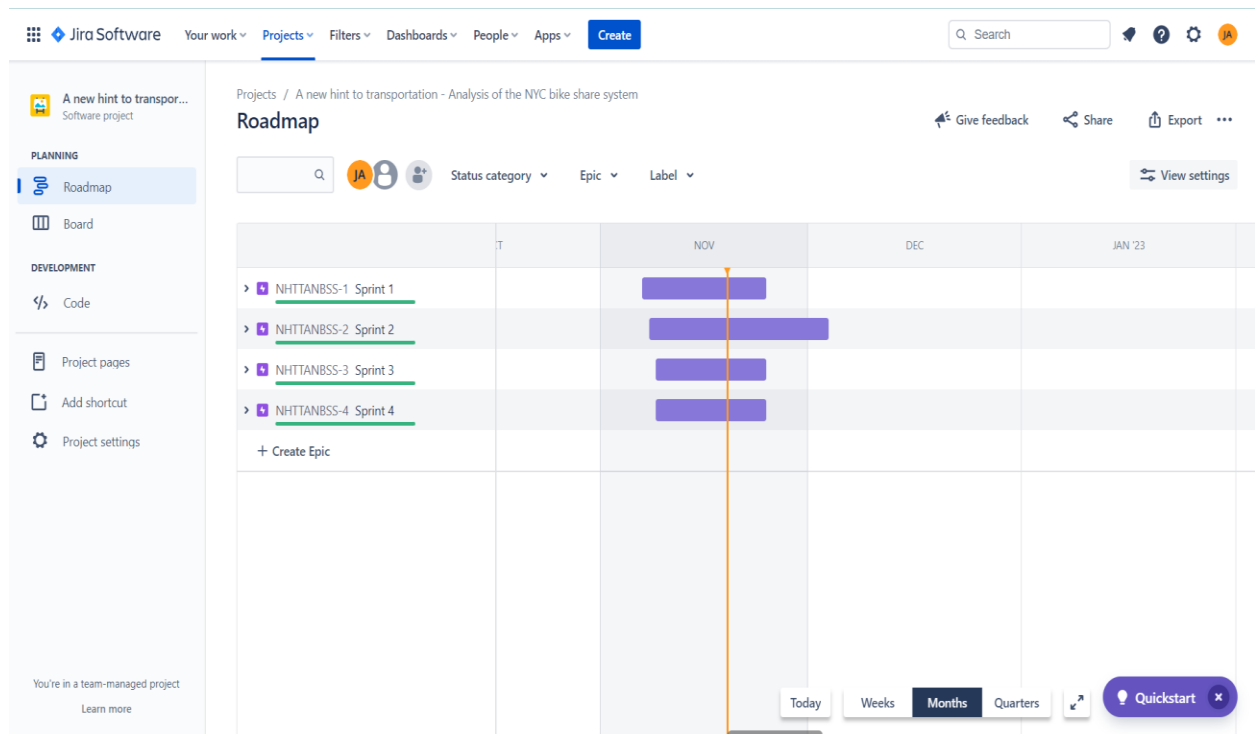 Jira Software Your work Projects Filters Dashboards People Apps Create Search JA
A new hint to transpor...
Software project
PLANNING
Roadmap
Board
DEVELOPMENT
Code
Project pages
Add shortcut
Project settings
You're in a team-managed project
Learn more
Projects / A new hint to transportation - Analysis of the NYC bike share system
Roadmap
Give feedback Share Export
JA Status category Epic Label View settings
T NOV DEC JAN '23
NHTTANBSS-1 Sprint 1
NHTTANBSS-2 Sprint 2
NHTTANBSS-3 Sprint 3
NHTTANBSS-4 Sprint 4
+ Create Epic
Today Weeks Months Quarters
Quickstart